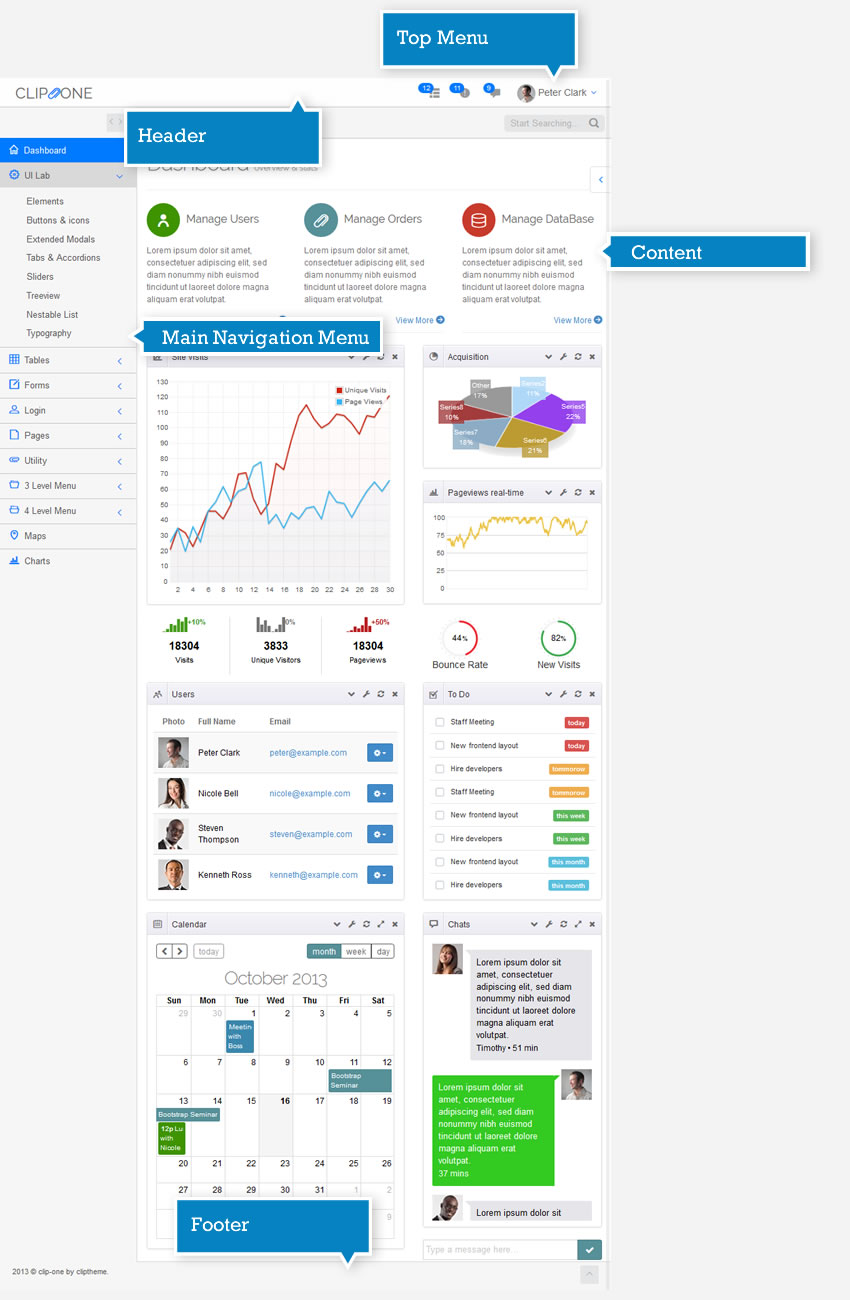 Top Menu
CLIP ONE
12
11
9
Peter Clark
Header
Start Searching...
Dashboard
UI Lab
Elements
Buttons & icons
Extended Modals
Tabs & Accordions
Sliders
Treeview
Nestable List
Typography
Tables
Forms
Login
Pages
Utility
3 Level Menu
4 Level Menu
Maps
Charts
Main Navigation Menu
Content
Dashboard overview & stats
Manage Users
Lorem ipsum dolor sit amet,
consectetuer adipiscing elit, sed
diam nonummy nibh euismod
tincidunt ut laoreet dolore magna
aliquam erat volutpat.
Manage Orders
Lorem ipsum dolor sit amet,
consectetuer adipiscing elit, sed
diam nonummy nibh euismod
tincidunt ut laoreet dolore magna
aliquam erat volutpat.
View More
Manage DataBase
Lorem ipsum dolor sit amet,
consectetuer adipiscing elit, sed
diam nonummy nibh euismod
tincidunt ut laoreet dolore magna
aliquam erat volutpat.
View More
Site Visits
Unique Visits
Page Views
130
120
110
100
90
80
70
60
50
40
30
20
10
0
2 4 6 8 10 12 14 16 18 20 22 24 26 28 30
Acquisition
Other
17%
Series2
11%
Series5
22%
Series6
21%
Series7
18%
Series8
10%
Pageviews real-time
100
75
50
25
0
+10%
18304
Visits
0%
3833
Unique Visitors
+50%
18304
Pageviews
44%
Bounce Rate
82%
New Visits
Users
Photo Full Name Email
Peter Clark peter@example.com
Nicole Bell nicole@example.com
Steven
Thompson
steven@example.com
Kenneth Ross kenneth@example.com
To Do
Staff Meeting today
New frontend layout today
Hire developers tommorow
Staff Meeting tommorow
New frontend layout this week
Hire developers this week
New frontend layout this month
Hire developers this month
Calendar
today
month week day
October 2013
Sun Mon Tue Wed Thu Fri Sat
29 30 1 2 3 4 5
Meetin
with
Boss
6 7 8 9 10 11 12
Bootstrap
Seminar
13 14 15 16 17 18 19
Bootstrap Seminar
12p Lu
with
Nicole
20 21 22 23 24 25 26
27 28 29 30 31 1 2
9
Footer
Chats
Lorem ipsum dolor sit
amet, consectetuer
adipiscing elit, sed diam
nonummy nibh euismod
tincidunt ut laoreet dolore
magna aliquam erat
volutpat.
Timothy • 51 min
Lorem ipsum dolor sit
amet, consectetuer
adipiscing elit, sed diam
nonummy nibh euismod
tincidunt ut laoreet dolore
magna aliquam erat
volutpat.
37 mins
Lorem ipsum dolor sit
Type a message here...
2013 © clip-one by cliptheme.